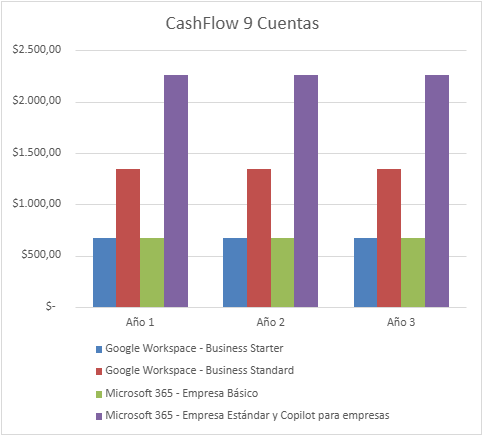 CashFlow 9 Cuentas
$2.500,00
$2.000,00
$1.500,00
$1.000,00
$500,00
$-
Año 1 Año 2 Año 3
Google Workspace - Business Starter
Google Workspace - Business Standard
Microsoft 365 - Empresa Básico
Microsoft 365 - Empresa Estándar y Copilot para empresas